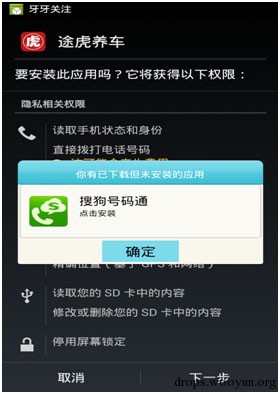 牙牙关注
虎
途虎养车
要安装此应用吗？它将获得以下权限：
隐私相关权限
读取手机状态和身份
直接拨打电话号码
你有已下载但未安装的应用
S
搜狗号码通
点击安装
确定
精确位置（基于 GPS 和网络）
读取您的 SD 卡中的内容
修改或删除您的 SD 卡中的内容
停用屏幕锁定
取消
下一步
drops.wooyun.org